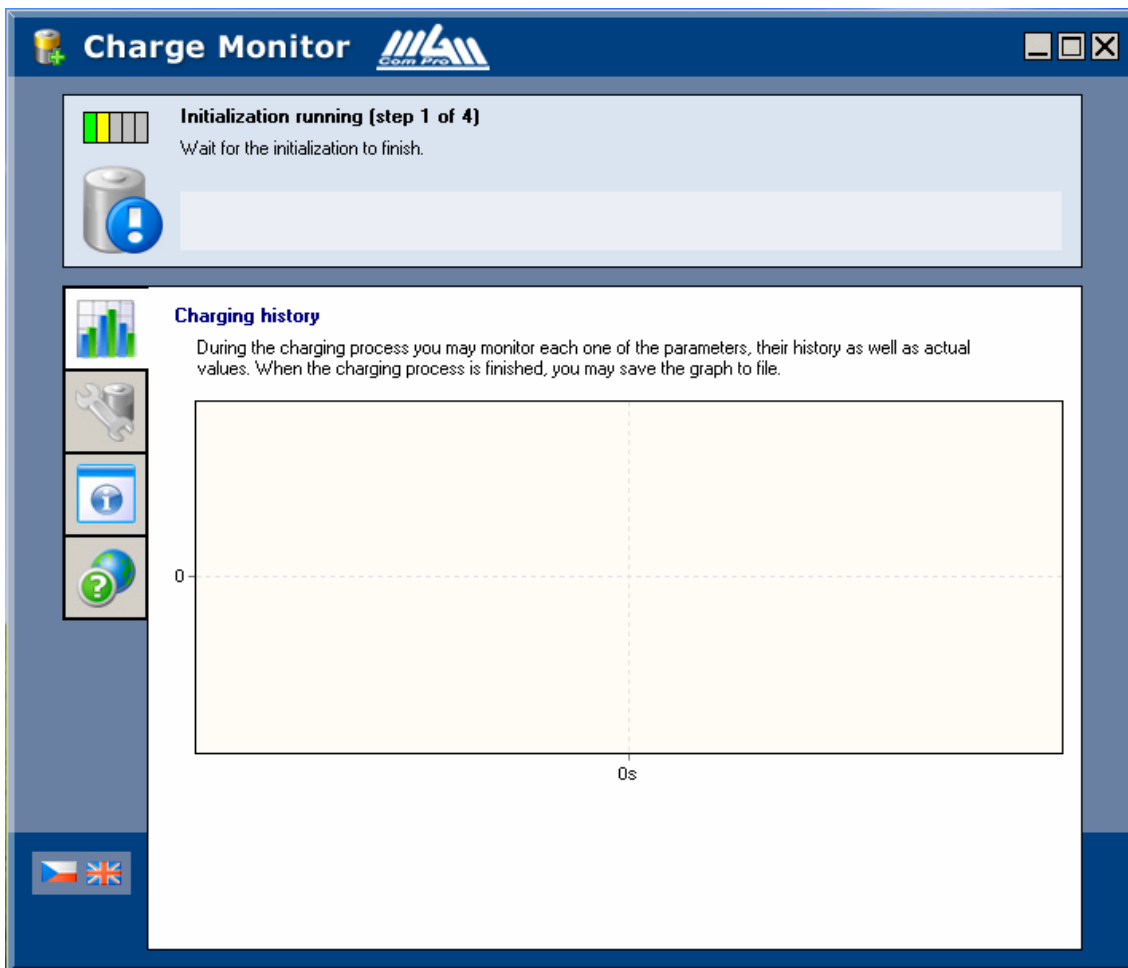 Charge Monitor
MGM
Com Pro
Initialization running (step 1 of 4)
Wait for the initialization to finish.
Charging history
During the charging process you may monitor each one of the parameters, their history as well as actual
values. When the charging process is finished, you may save the graph to file.
0
0s